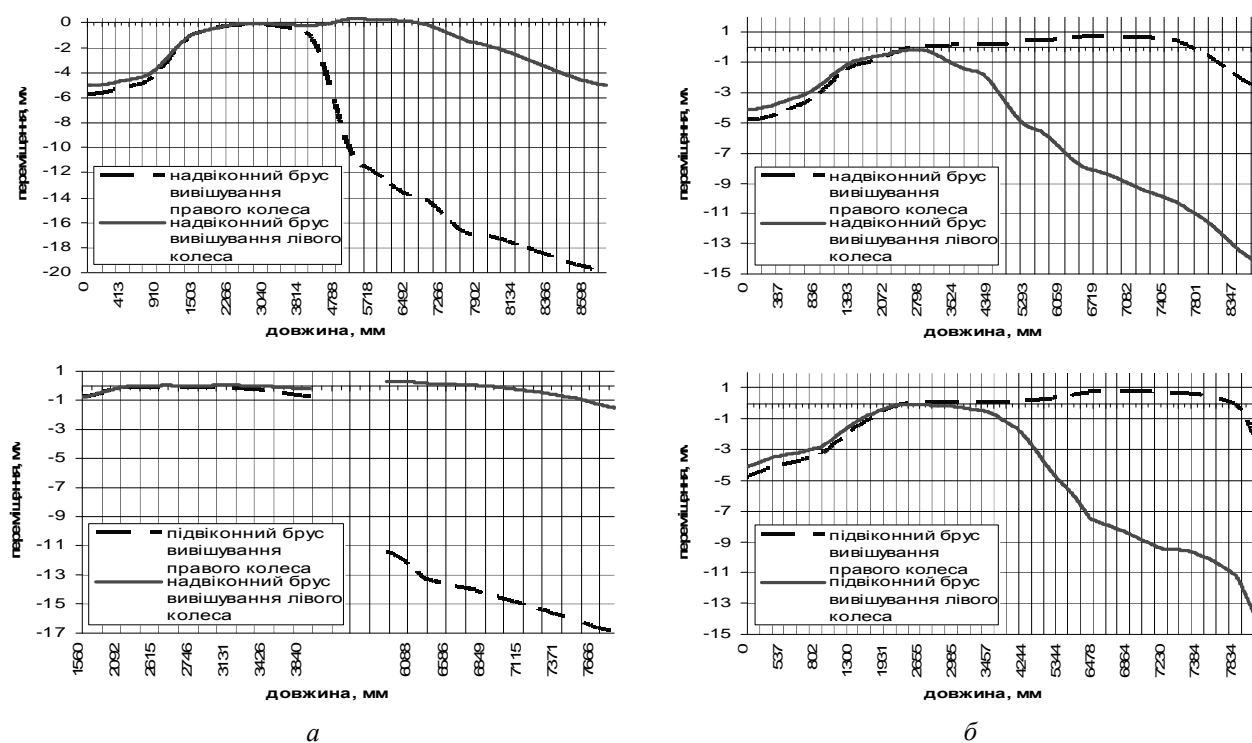 0
-2
-4
-6
-8
-10
-12
-14
-16
-18
-20
переміщення, мм
надвіконний брус
вивішування
правого колеса
надвіконний брус
вивішування лівого
колеса
0 413 910 1503 2266 3040 3814 4788 5718 6492 7266 7902 8134 8366 8698
довжина, мм
1
-1
-3
-5
-7
-9
-11
-13
-15
переміщення, мм
надвіконний брус
вивішування
правого колеса
надвіконний брус
вивішування лівого
колеса
0 387 836 1393 2072 2798 3524 4349 5293 6059 6719 7082 7405 7801 8347
довжина, мм
1
-1
-3
-5
-7
-9
-11
-13
-15
-17
переміщення, мм
підвіконний брус
вивішування
правого колеса
надвіконний брус
вивішування лівого
колеса
1560 2092 2615 2746 3131 3426 3840 6088 6586 6849 7115 7371 7666
довжина, мм
а
1
-1
-3
-5
-7
-9
-11
-13
-15
переміщення, мм
підвіконний брус
вивішування
правого колеса
підвіконний брус
вивішування лівого
колеса
0 537 802 1300 1931 2655 2985 3457 4244 5344 6478 6864 7230 7384 7834
довжина, мм
б